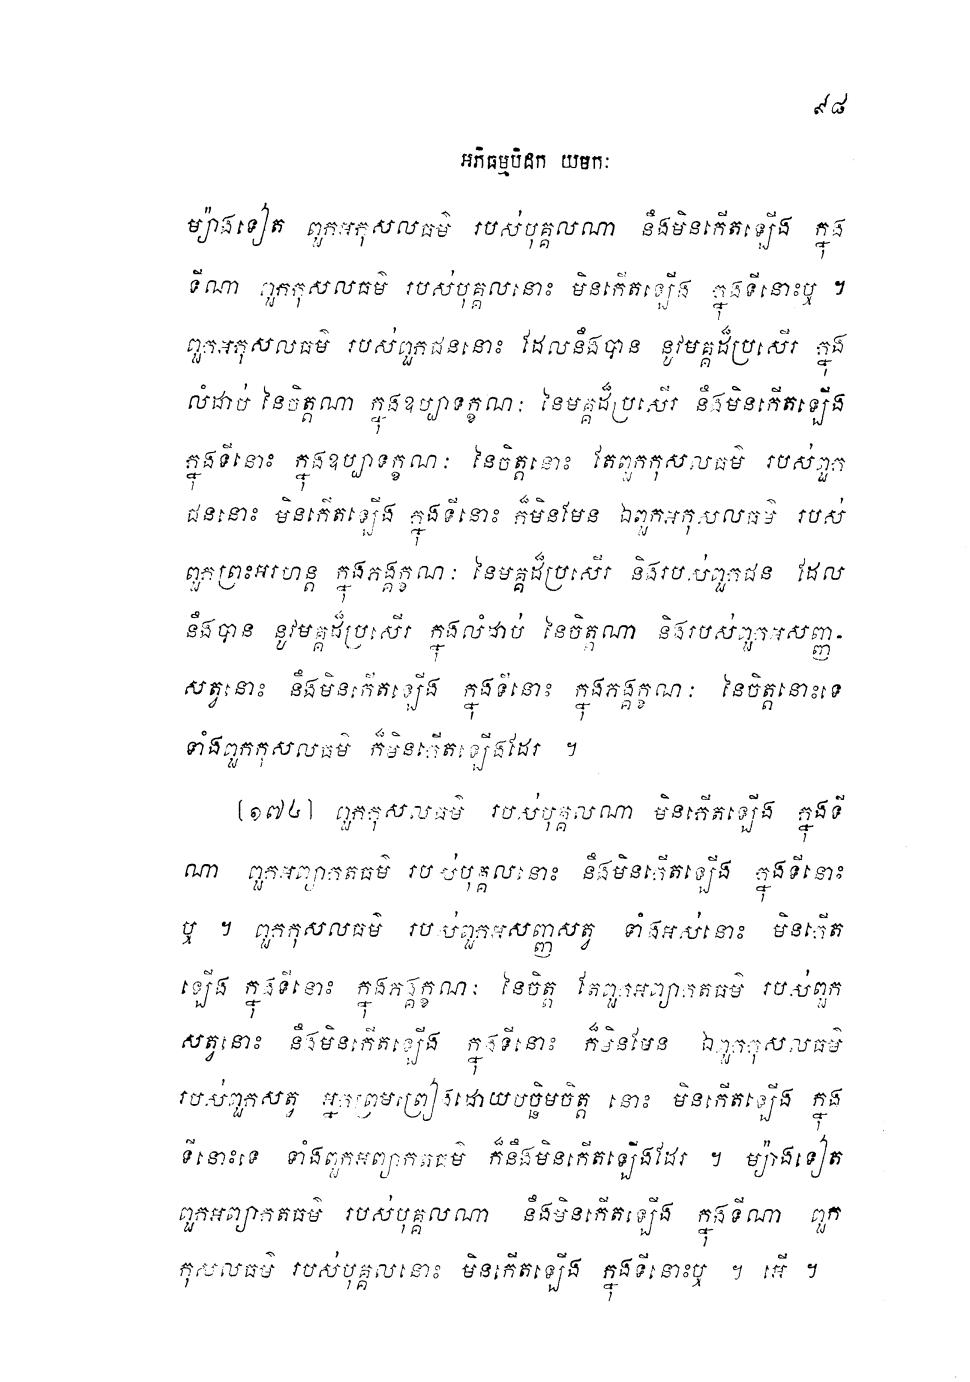 ៩៨
អភិធម្មបិដក យមកៈ
ម្យ៉ាងទៀត ពួកអកុសលធម៌ របស់បុគ្គលណា នឹងមិនកើតឡើង ក្នុង
ទីណា ពួកកុសលធម៌ របស់បុគ្គលនោះ មិនកើតឡើង ក្នុងទីនោះឬ ។
ពួកអកុសលធម៌ របស់ពួកជននោះ ដែលនឹងបាន នូវមគ្គដ៏ប្រសើរ ក្នុង
លំដាប់ នៃចិត្តណា ក្នុងឧប្បាទក្ខណៈ នៃមគ្គដ៏ប្រសើរ នឹងមិនកើតឡើង
ក្នុងទីនោះ ក្នុងឧប្បាទក្ខណៈ នៃចិត្តនោះ តែពួកកុសលធម៌ របស់ពួក
ជននោះ មិនកើតឡើង ក្នុងទីនោះ ក៏មិនមែន ឯពួកអកុសលធម៌ របស់
ពួកព្រះអរហន្ត ក្នុងភង្គក្ខណៈ នៃមគ្គដ៏ប្រសើរ និងរបស់ពួកជន ដែល
នឹងបាន នូវមគ្គដ៏ប្រសើរ ក្នុងលំដាប់ នៃចិត្តណា និងរបស់ពួកអសញ្ញ-
សត្វនោះ នឹងមិនកើតឡើង ក្នុងទីនោះ ក្នុងភង្គក្ខណៈ នៃចិត្តនោះទេ
ទាំងពួកកុសលធម៌ ក៏មិនកើតឡើងដែរ ។
[១៧៤] ពួកកុសលធម៌ របស់បុគ្គលណា មិនកើតឡើង ក្នុងទី
ណា ពួកអព្យាកតធម៌ របស់បុគ្គលនោះ នឹងមិនកើតឡើង ក្នុងទីនោះ
ឬ ។ ពួកកុសលធម៌ របស់ពួកអសញ្ញសត្វ ទាំងអស់នោះ មិនកើត
ឡើង ក្នុងទីនោះ ក្នុងភង្គក្ខណៈ នៃចិត្ត តែពួកអព្យាកតធម៌ របស់ពួក
សត្វនោះ នឹងមិនកើតឡើង ក្នុងទីនោះ ក៏មិនមែន ឯពួកកុសលធម៌
របស់ពួកសត្វ អ្នកព្រមព្រៀងដោយបច្ឆិមចិត្ត នោះ មិនកើតឡើង ក្នុង
ទីនោះទេ ទាំងពួកអព្យាកតធម៌ ក៏នឹងមិនកើតឡើងដែរ ។ ម្យ៉ាងទៀត
ពួកអព្យាកតធម៌ របស់បុគ្គលណា នឹងមិនកើតឡើង ក្នុងទីណា ពួក
កុសលធម៌ របស់បុគ្គលនោះ មិនកើតឡើង ក្នុងទីនោះឬ ។ អើ ។